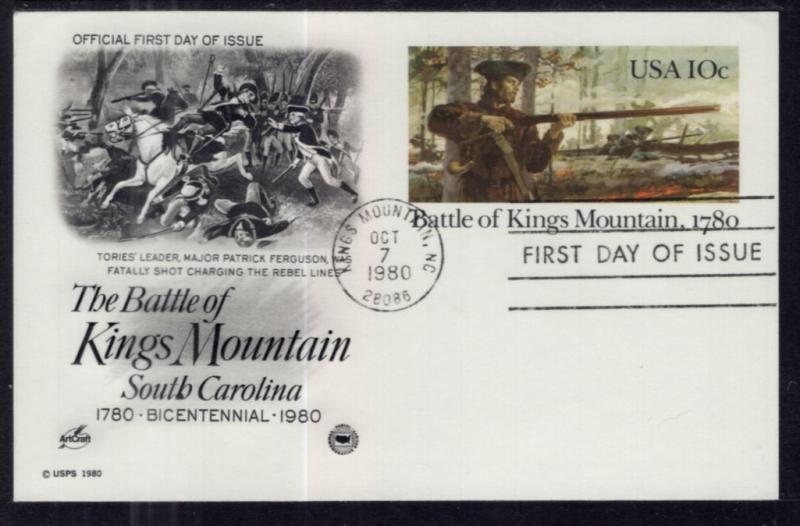 OFFICIAL FIRST DAY OF ISSUE
USA 10c
Battle of Kings Mountain, 1780
KINGS MOUNTAIN, NC
OCT
7
1980
28086
FIRST DAY OF ISSUE
TORIES' LEADER, MAJOR PATRICK FERGUSON, WAS
FATALLY SHOT CHARGING THE REBEL LINES
The Battle of
Kings Mountain
South Carolina
1780 · BICENTENNIAL · 1980
ArtCraft
© USPS 1980